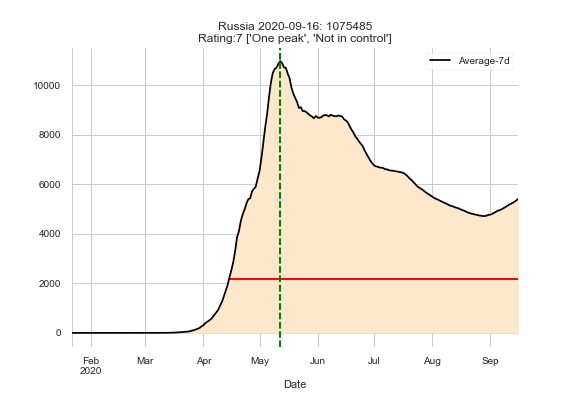 Russia 2020-09-16: 1075485
Rating:7 ['One peak', 'Not in control']
Average-7d
10000
8000
6000
4000
2000
0
Feb Mar Apr May Jun Jul Aug Sep
2020
Date